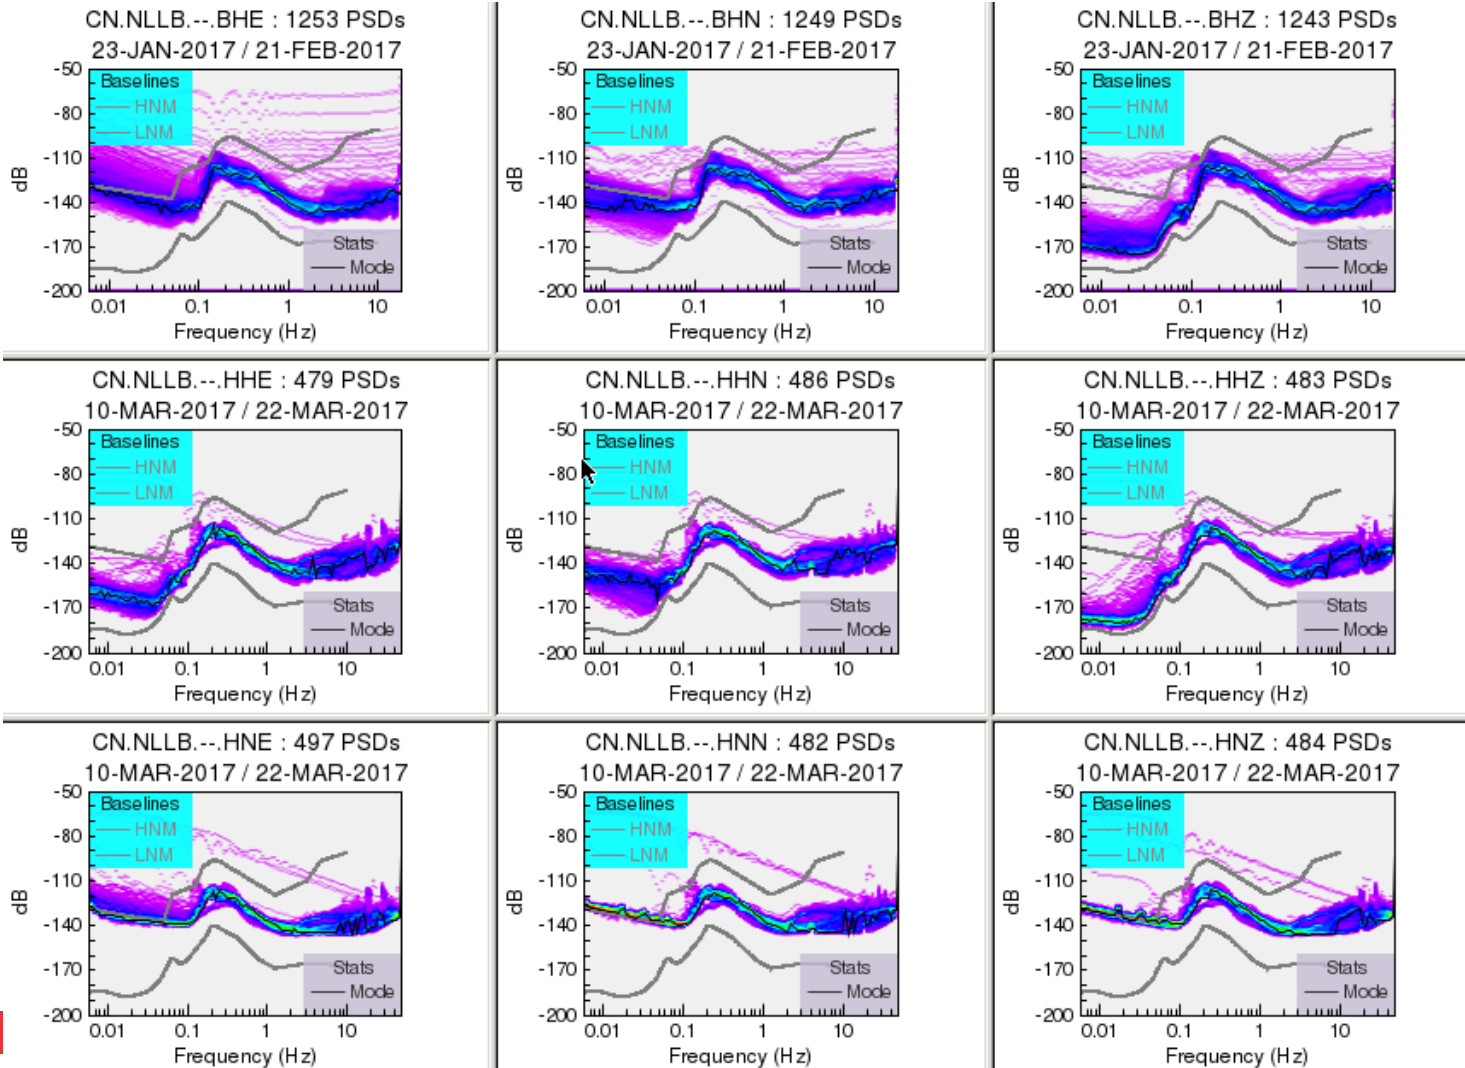 CN.NLLB.--.BHE : 1253 PSDs
23-JAN-2017 / 21-FEB-2017
-50
-80
-110
-140
-170
-200
dB
Baselines
HNM
LNM
Stats
Mode
0.01 0.1 1 10
Frequency (Hz)
CN.NLLB.--.BHN : 1249 PSDs
23-JAN-2017 / 21-FEB-2017
-50
-80
-110
-140
-170
-200
dB
Baselines
HNM
LNM
Stats
Mode
0.01 0.1 1 10
Frequency (Hz)
CN.NLLB.--.BHZ : 1243 PSDs
23-JAN-2017 / 21-FEB-2017
-50
-80
-110
-140
-170
-200
dB
Baselines
HNM
LNM
Stats
Mode
0.01 0.1 1 10
Frequency (Hz)
CN.NLLB.--.HHE : 479 PSDs
10-MAR-2017 / 22-MAR-2017
-50
-80
-110
-140
-170
-200
dB
Baselines
HNM
LNM
Stats
Mode
0.01 0.1 1 10
Frequency (Hz)
CN.NLLB.--.HHN : 486 PSDs
10-MAR-2017 / 22-MAR-2017
-50
-80
-110
-140
-170
-200
dB
Baselines
HNM
LNM
Stats
Mode
0.01 0.1 1 10
Frequency (Hz)
CN.NLLB.--.HHZ : 483 PSDs
10-MAR-2017 / 22-MAR-2017
-50
-80
-110
-140
-170
-200
dB
Baselines
HNM
LNM
Stats
Mode
0.01 0.1 1 10
Frequency (Hz)
CN.NLLB.--.HNE : 497 PSDs
10-MAR-2017 / 22-MAR-2017
-50
-80
-110
-140
-170
-200
dB
Baselines
HNM
LNM
Stats
Mode
0.01 0.1 1 10
Frequency (Hz)
CN.NLLB.--.HNN : 482 PSDs
10-MAR-2017 / 22-MAR-2017
-50
-80
-110
-140
-170
-200
dB
Baselines
HNM
LNM
Stats
Mode
0.01 0.1 1 10
Frequency (Hz)
CN.NLLB.--.HNZ : 484 PSDs
10-MAR-2017 / 22-MAR-2017
-50
-80
-110
-140
-170
-200
dB
Baselines
HNM
LNM
Stats
Mode
0.01 0.1 1 10
Frequency (Hz)